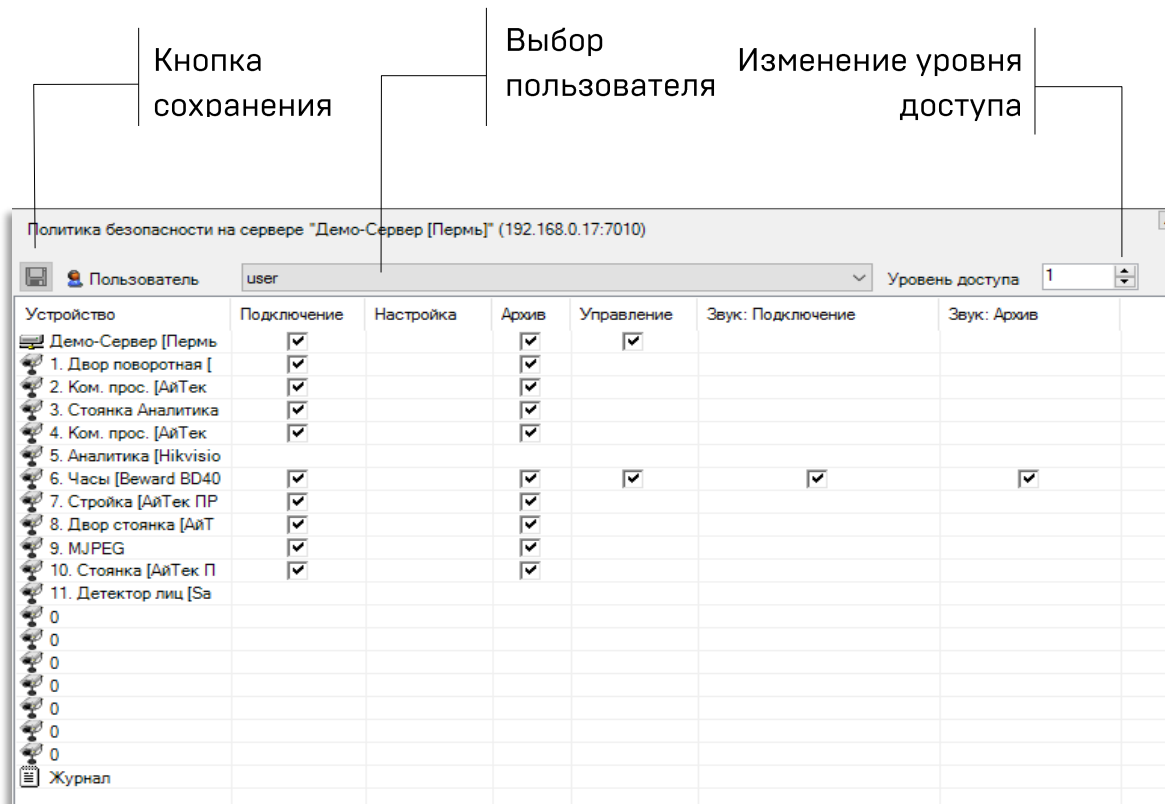 Кнопка
сохранения
Выбор
пользователя
Изменение уровня
доступа
Политика безопасности на сервере "Демо-Сервер [Пермь]" (192.168.0.17:7010)
Пользователь user Уровень доступа 1
Устройство Подключение Настройка Архив Управление Звук: Подключение Звук: Архив
Демо-Сервер [Пермь
1. Двор поворотная [
2. Ком. прос. [АйТек
3. Стоянка Аналитика
4. Ком. прос. [АйТек
5. Аналитика [Hikvisio
6. Часы [Beward BD40
7. Стройка [АйТек ПР
8. Двор стоянка [АйТ
9. MJPEG
10. Стоянка [АйТек П
11. Детектор лиц [Sa
0
0
0
0
0
0
0
Журнал